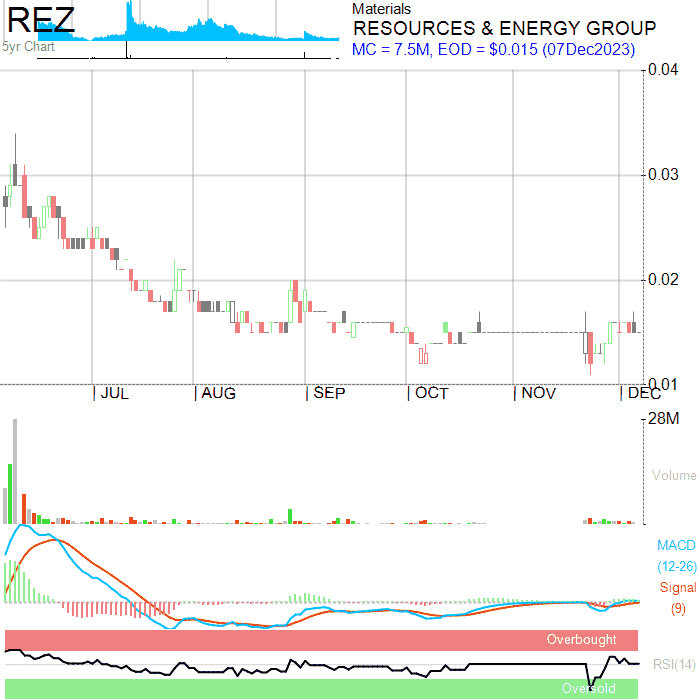 REZ
5yr Chart
Materials
RESOURCES & ENERGY GROUP
MC = 7.5M, EOD = $0.015 (07Dec2023)
0.04
0.03
0.02
0.01
JUL AUG SEP OCT NOV DEC
28M
Volume
MACD
(12-26)
Signal
(9)
Overbought
RSI(14)
Oversold